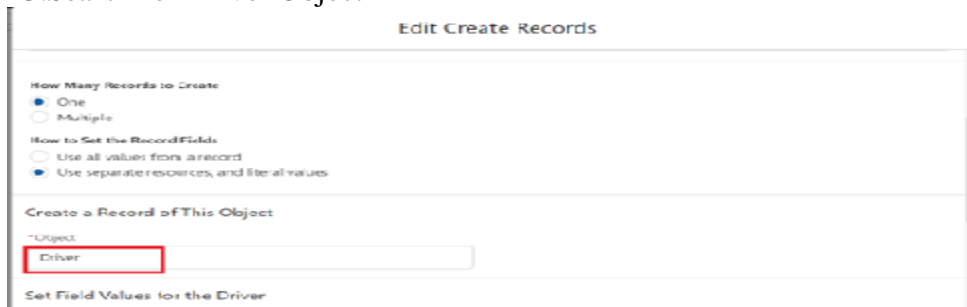 Edit Create Records
How Many Records to Create
One
Multiple
How to Set the Record Fields
Use all values from a record
Use separate resources, and literal values
Create a Record of This Object
*Object
Driver
Set Field Values for the Driver